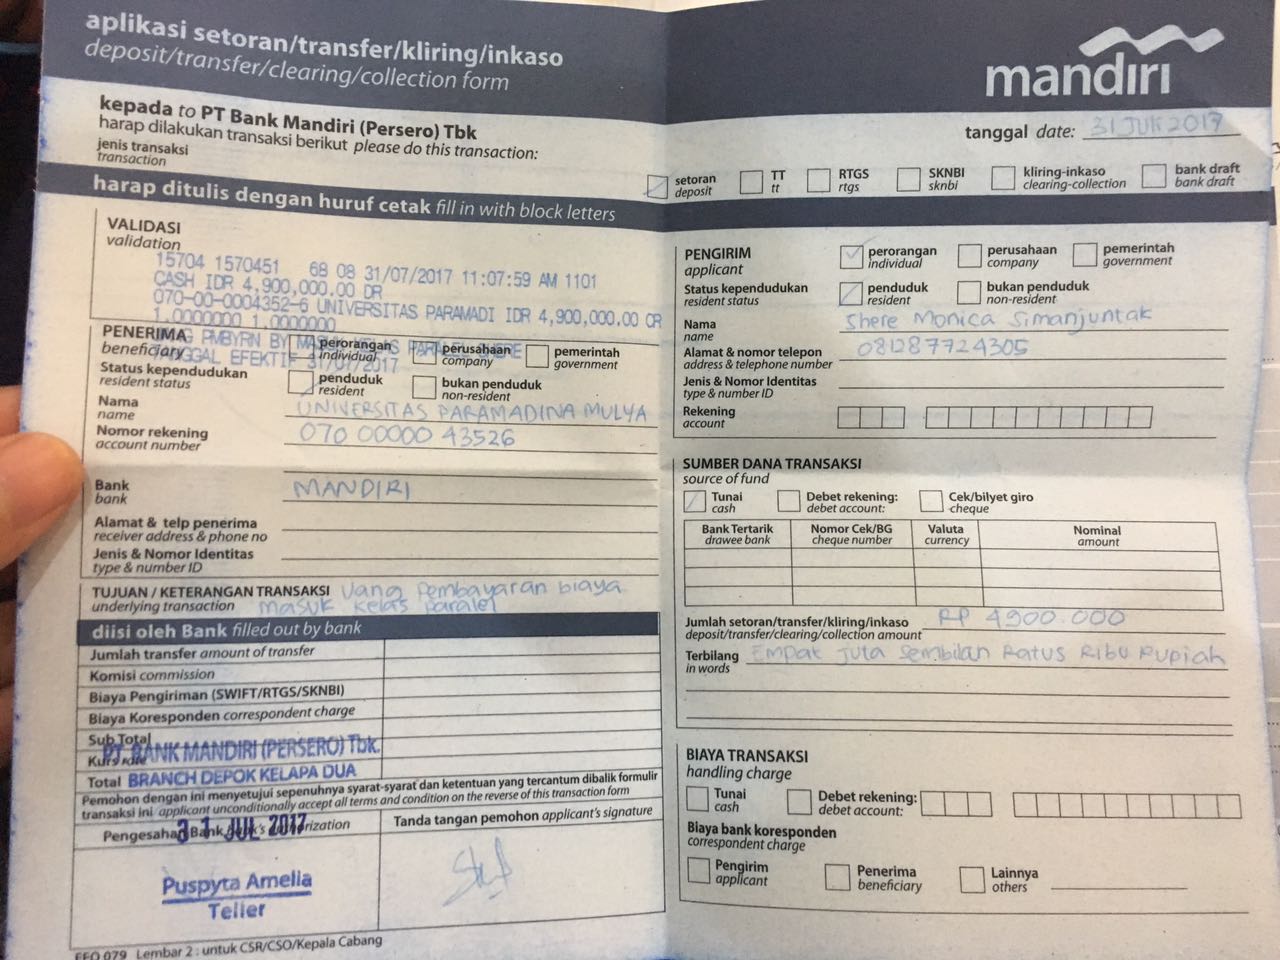 aplikasi setoran/transfer/kliring/inkaso
deposit/transfer/clearing/collection form
mandiri
kepada to PT Bank Mandiri (Persero) Tbk
harap dilakukan transaksi berikut please do this transaction:
jenis transaksi
transaction
tanggal date: 31 JULI 2017
setoran
deposit
TT
tt
RTGS
rtgs
SKNBI
sknbi
kliring-inkaso
clearing-collection
bank draft
bank draft
harap ditulis dengan huruf cetak fill in with block letters
VALIDASI
validation
15704 1570451 68 08 31/07/2017 11:07:59 AM 1101
CASH IDR 4,900,000.00 DR
070-00-0004352-6 UNIVERSITAS PARAMADI IDR 4,900,000.00 CR
1.0000000 1.0000000
PMBYRN BY MASUK KELAS PARALEL SHERE
TANGGAL EFEKTIF 31/07/2017
PENERIMA
beneficiary
perorangan
individual
perusahaan
company
pemerintah
government
Status kependudukan
resident status
penduduk
resident
bukan penduduk
non-resident
Nama
name
UNIVERSITAS PARAMADINA MULYA
Nomor rekening
account number
070 00000 43526
Bank
bank
MANDIRI
Alamat & telp penerima
receiver address & phone no
Jenis & Nomor Identitas
type & number ID
TUJUAN / KETERANGAN TRANSAKSI Uang Pembayaran biaya
underlying transaction masuk kelas paralel
diisi oleh Bank filled out by bank
Jumlah transfer amount of transfer
Komisi commission
Biaya Pengiriman (SWIFT/RTGS/SKNBI)
Biaya Koresponden correspondent charge
Sub Total
PT. BANK MANDIRI (PERSERO) Tbk.
Kurs rate
Total BRANCH DEPOK KELAPA DUA
Pemohon dengan ini menyetujui sepenuhnya syarat-syarat dan ketentuan yang tercantum dibalik formulir
transaksi ini applicant unconditionally accept all terms and condition on the reverse of this transaction form
Pengesahan Bank bank's authorization
31 JUL 2017
Tanda tangan pemohon applicant's signature
Puspyta Amelia
Teller
FFO 079 Lembar 2 : untuk CSR/CSO/Kepala Cabang
PENGIRIM
applicant
perorangan
individual
perusahaan
company
pemerintah
government
Status kependudukan
resident status
penduduk
resident
bukan penduduk
non-resident
Nama
name
Shere Monica Simanjuntak
Alamat & nomor telepon
address & telephone number
081287724305
Jenis & Nomor Identitas
type & number ID
Rekening
account
SUMBER DANA TRANSAKSI
source of fund
Tunai
cash
Debet rekening:
debet account:
Cek/bilyet giro
cheque
Bank Tertarik
drawee bank
Nomor Cek/BG
cheque number
Valuta
currency
Nominal
amount
Jumlah setoran/transfer/kliring/inkaso
deposit/transfer/clearing/collection amount
RP 4900.000
Terbilang
in words
Empat Juta Sembilan Ratus Ribu Rupiah
BIAYA TRANSAKSI
handling charge
Tunai
cash
Debet rekening:
debet account:
Biaya bank koresponden
correspondent charge
Pengirim
applicant
Penerima
beneficiary
Lainnya
others